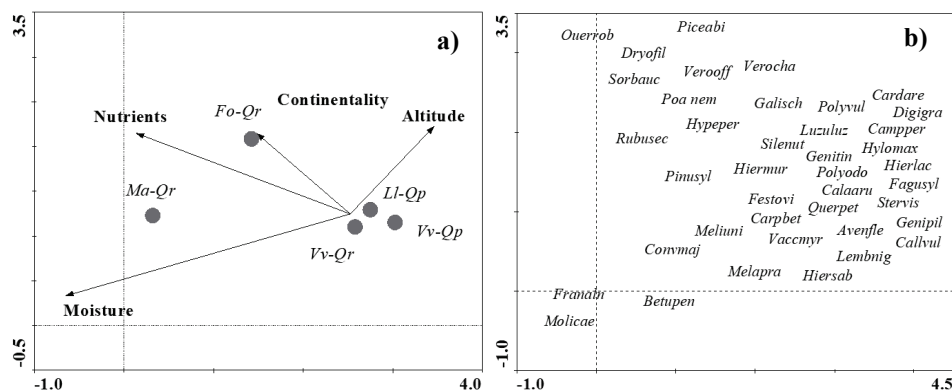 3.5
a)
Fo-Qr
Continentality
Nutrients
Altitude
Ma-Qr
Ll-Qp
Vv-Qr
Vv-Qp
Moisture
-0.5
-1.0
4.0
3.5
b)
Piceabi
Ouerrob
Dryofil
Verooff
Verocha
Sorbauc
Poa nem
Galisch
Polyvul
Cardare
Digigra
Hypeper
Luzuluz
Campper
Rubusec
Silenut
Hylomax
Genitin
Hiermur
Polyodo
Hierlac
Pinusyl
Calaaru
Fagusyl
Festovi
Querpet
Stervis
Carpbet
Genipil
Meliuni
Vaccmyr
Avenfle
Callvul
Convmaj
Lembnig
Melapra
Hiersab
Franaln
Betupen
Molicae
-1.0
-1.0
4.5